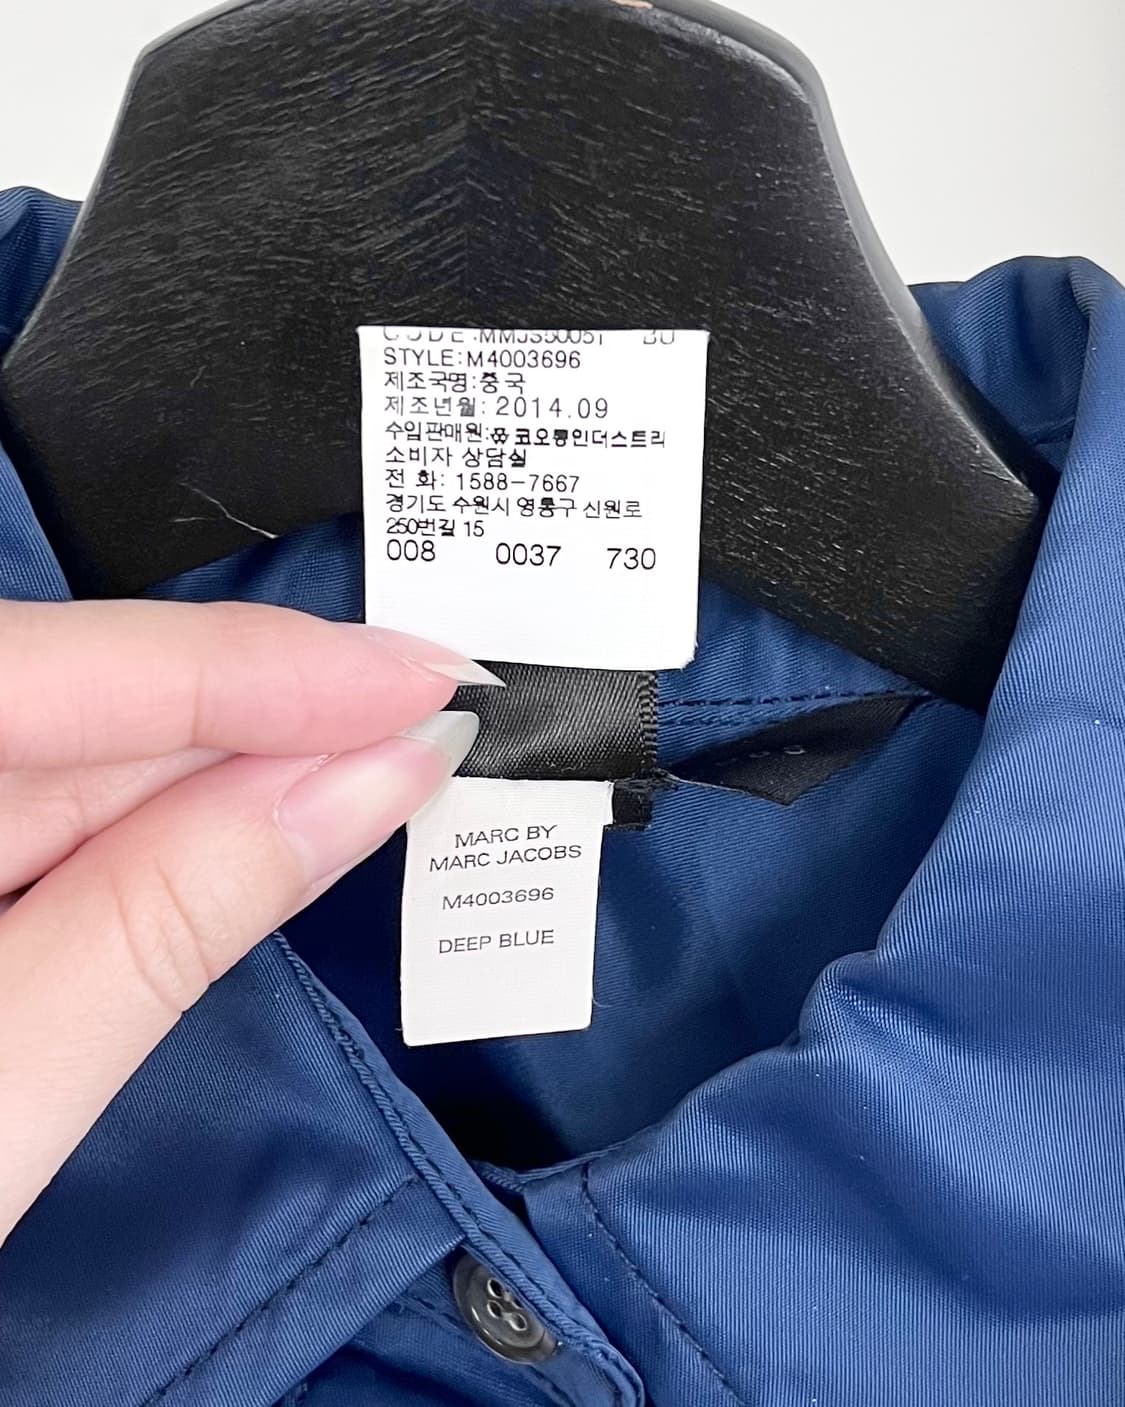 CODE:MMJS50051 30
STYLE:M4003696
제조국명:중국
제조년월: 2014.09
수입판매원:코오롱인더스트리
소비자 상담실
전 화: 1588-7667
경기도 수원시 영통구 신원로
250번길 15
008 0037 730
MARC BY
MARC JACOBS
M4003696
DEEP BLUE